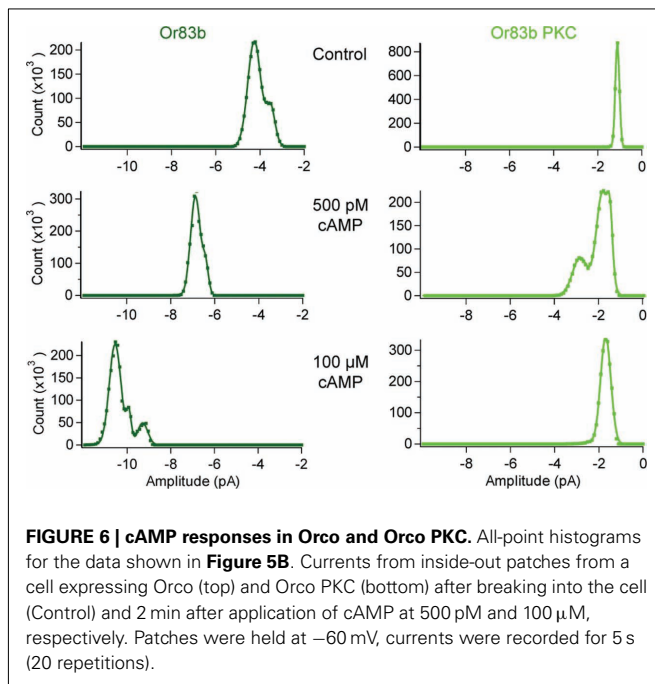 Or83b
Or83b PKC
Control
500 pM
cAMP
100 µM
cAMP
Count (x10³)
200
150
100
50
0
-10 -8 -6 -4 -2
800
600
400
200
0
-10 -8 -6 -4 -2 0
Count (x10³)
300
200
100
0
-10 -8 -6 -4 -2
200
150
100
50
0
-10 -8 -6 -4 -2 0
Count (x10³)
200
150
100
50
0
-10 -8 -6 -4 -2
Amplitude (pA)
300
200
100
0
-10 -8 -6 -4 -2 0
Amplitude (pA)
FIGURE 6 | cAMP responses in Orco and Orco PKC. All-point histograms
for the data shown in Figure 5B. Currents from inside-out patches from a
cell expressing Orco (top) and Orco PKC (bottom) after breaking into the cell
(Control) and 2 min after application of cAMP at 500 pM and 100 µM,
respectively. Patches were held at −60 mV, currents were recorded for 5 s
(20 repetitions).